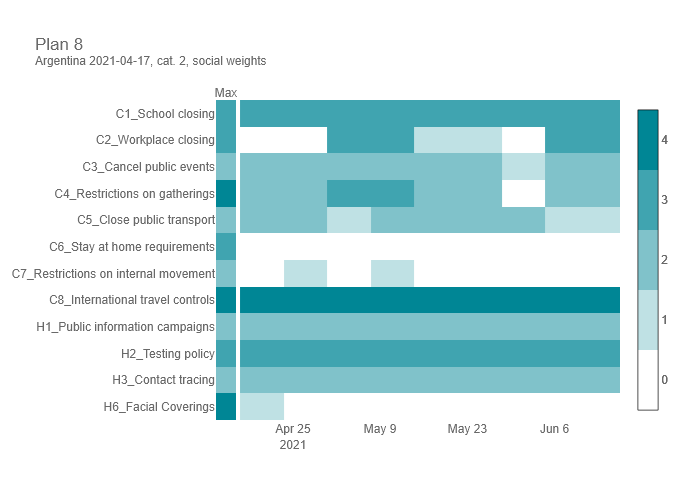 Plan 8
Argentina 2021-04-17, cat. 2, social weights
Max
C1_School closing
C2_Workplace closing
C3_Cancel public events
C4_Restrictions on gatherings
C5_Close public transport
C6_Stay at home requirements
C7_Restrictions on internal movement
C8_International travel controls
H1_Public information campaigns
H2_Testing policy
H3_Contact tracing
H6_Facial Coverings
Apr 25 May 9 May 23 Jun 6
2021
4
3
2
1
0